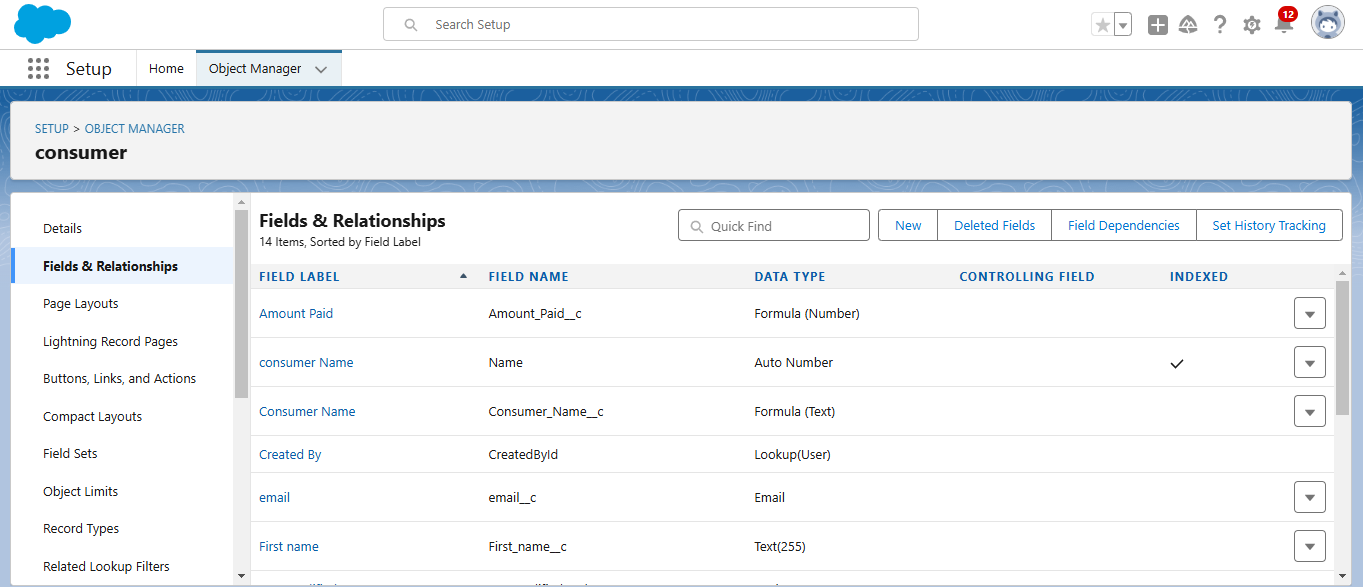 Search Setup
12
Setup Home Object Manager
SETUP > OBJECT MANAGER
consumer
Details
Fields & Relationships
Page Layouts
Lightning Record Pages
Buttons, Links, and Actions
Compact Layouts
Field Sets
Object Limits
Record Types
Related Lookup Filters
Fields & Relationships
14 Items, Sorted by Field Label
Quick Find New Deleted Fields Field Dependencies Set History Tracking
FIELD LABEL FIELD NAME DATA TYPE CONTROLLING FIELD INDEXED
Amount Paid Amount_Paid__c Formula (Number)
consumer Name Name Auto Number
Consumer Name Consumer_Name__c Formula (Text)
Created By CreatedById Lookup(User)
email email__c Email
First name First_name__c Text(255)